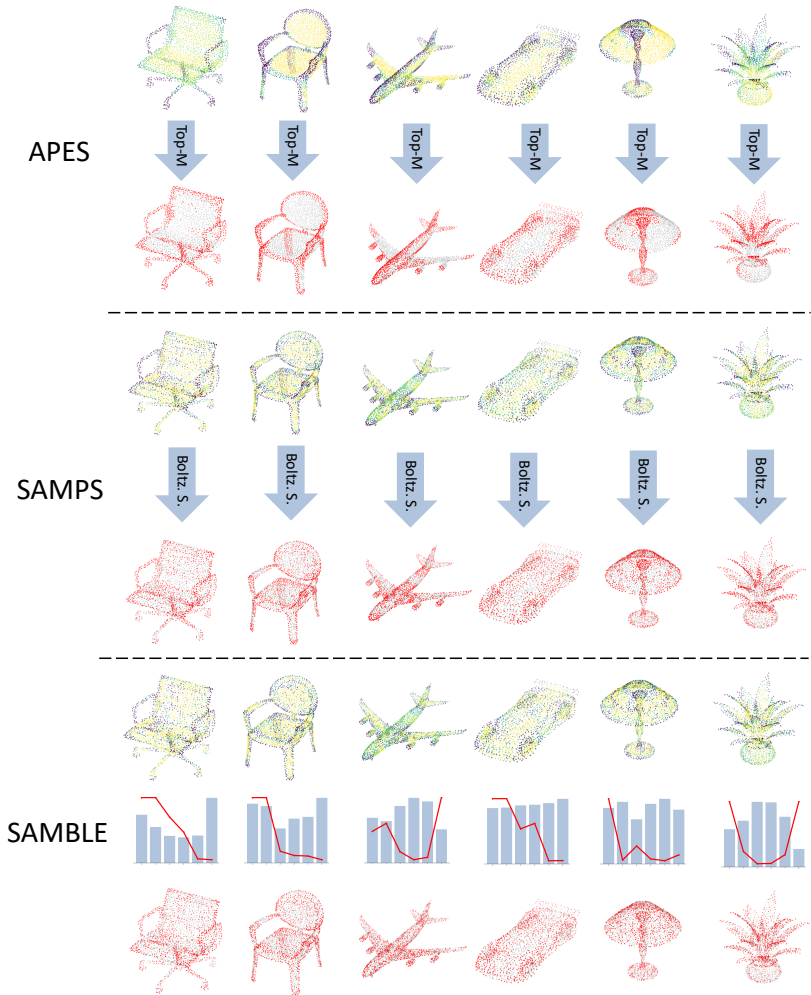 APES
Top-M
Top-M
Top-M
Top-M
Top-M
Top-M
SAMPS
Boltz. S.
Boltz. S.
Boltz. S.
Boltz. S.
Boltz. S.
Boltz. S.
SAMBLE